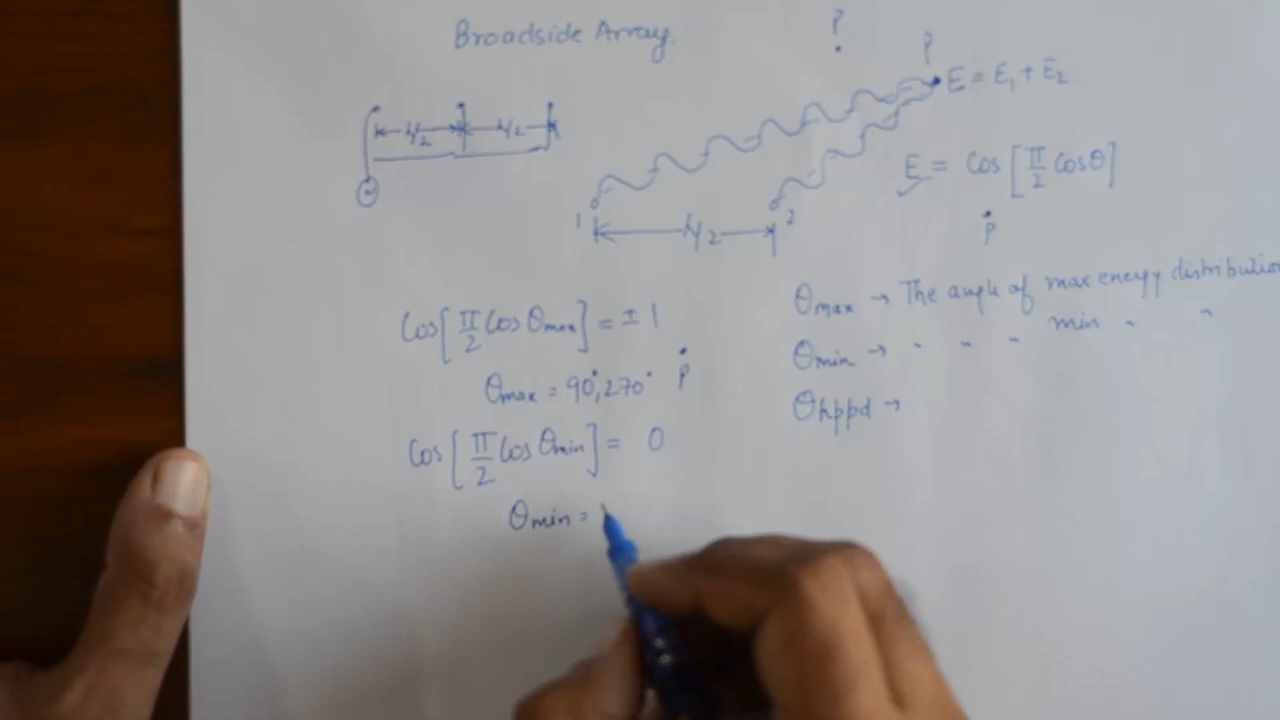 Broadside Array.
?
P
E = E₁ + E₂
λ/2 λ/2
E = Cos [π/2 Cosθ]
1 λ/2 2
P
θmax → The angle of max energy distribution
Cos[π/2 Cos θmax] = ± 1
θmin → " " " min " "
θmax = 90°, 270° P
θhppd →
Cos [π/2 Cos θmin] = 0
θmin =